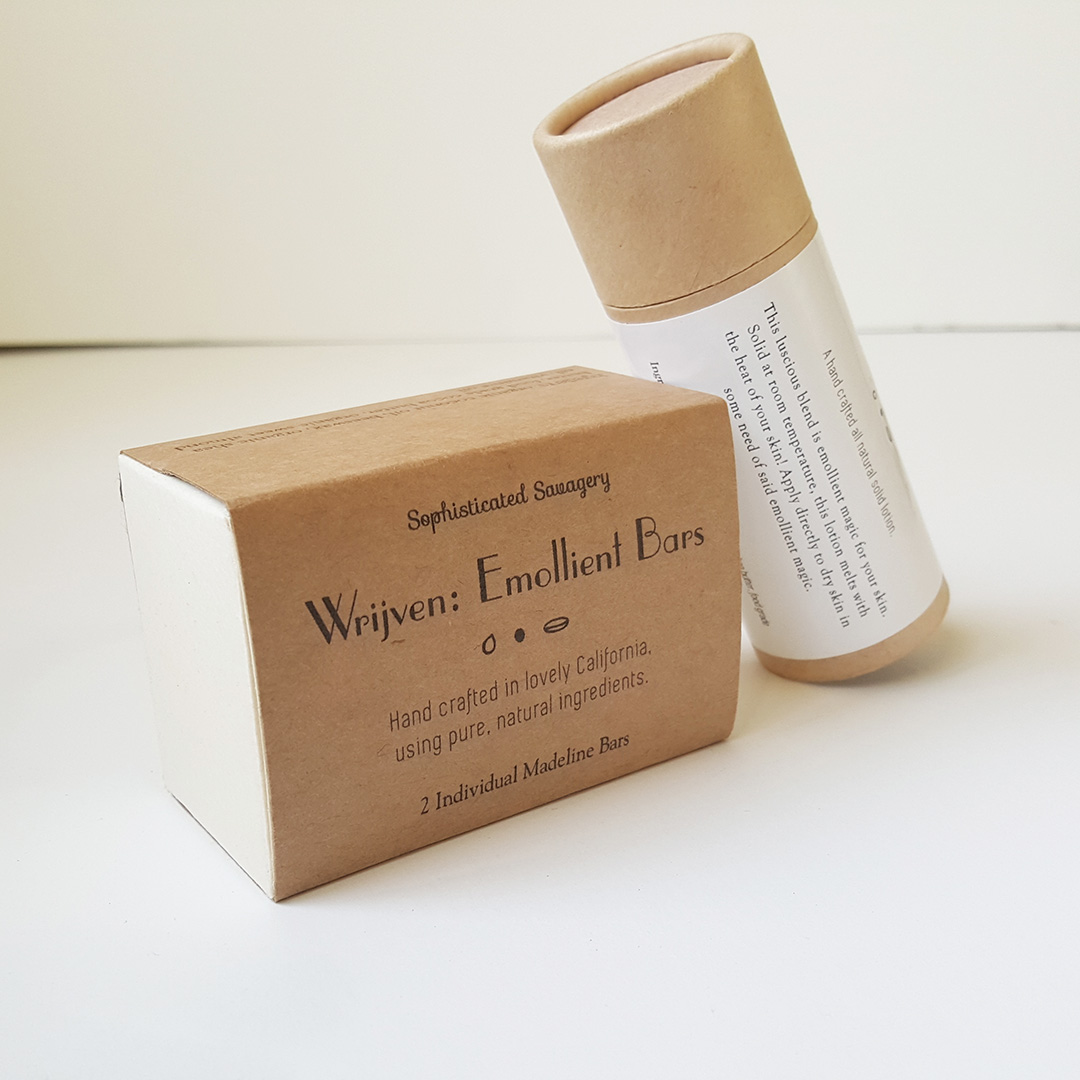 Sophisticated Savagery
Wrijven: Emollient Bars
Hand crafted in lovely California,
using pure, natural ingredients.
2 Individual Madeline Bars
A hand crafted all natural solid lotion.
This luscious blend is emollient magic for your skin.
Solid at room temperature, this lotion melts with
the heat of your skin! Apply directly to dry skin in
some need of said emollient magic.
food grade